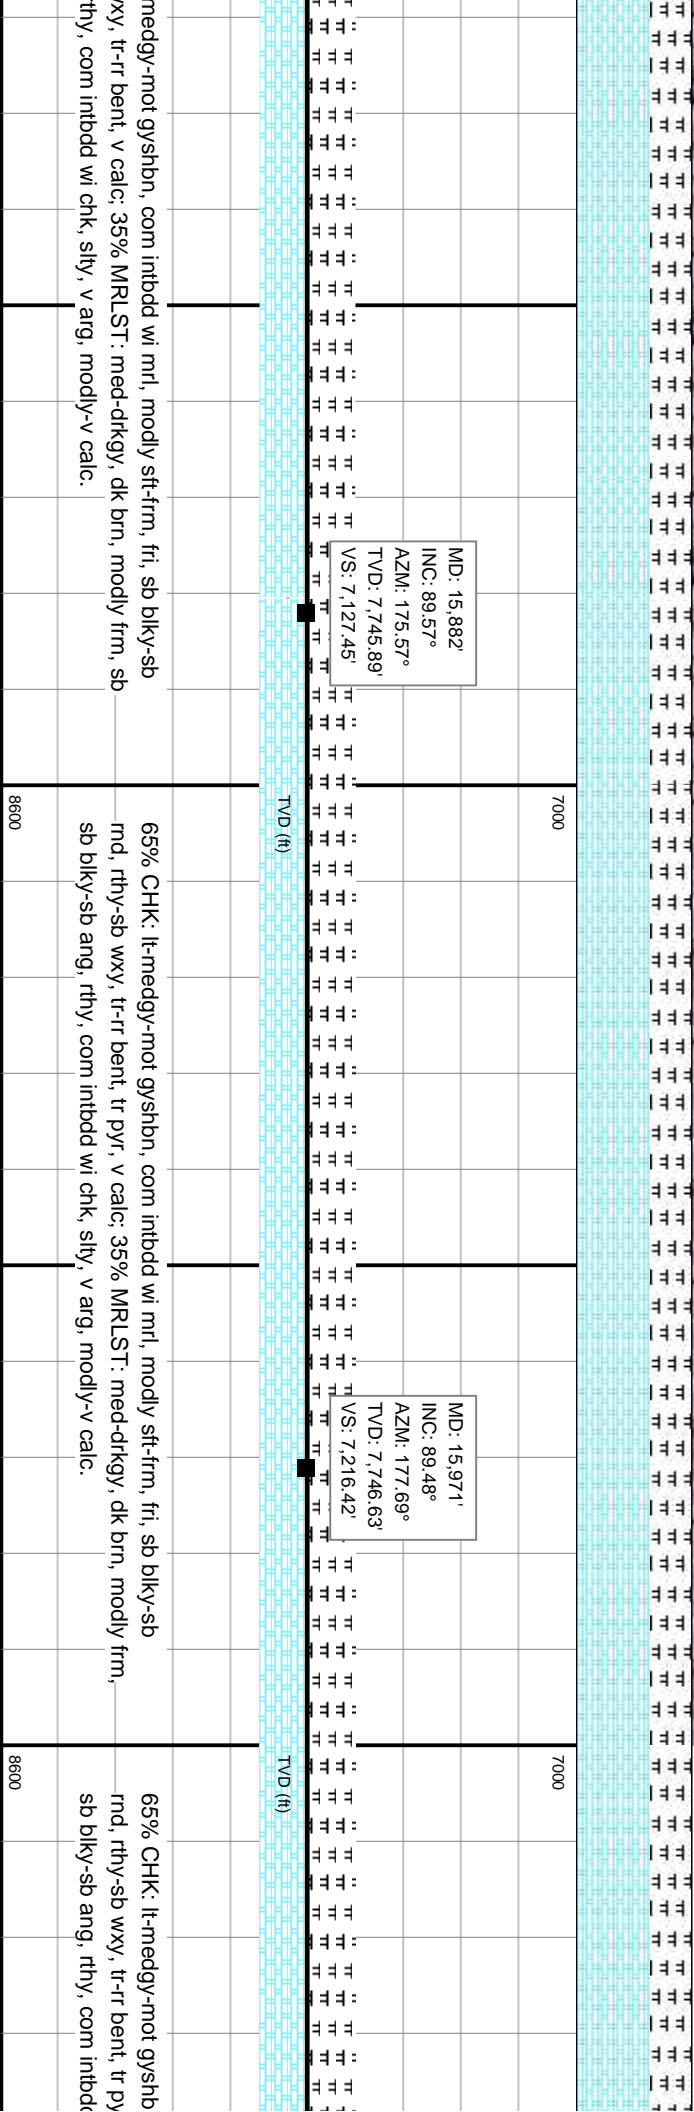 medgy-mot gyshbn, com intbdd wi mrl, modly sft-frm, fri, sb blky-sb
wxy, tr-rr bent, v calc; 35% MRLST: med-drkgy, dk brn, modly frm, sb
rthy, com intbdd wi chk, slty, v arg, modly-v calc.
MD: 15,882'
INC: 89.57°
AZM: 175.57°
TVD: 7,745.89'
VS: 7,127.45'
7000
TVD (ft)
8600
65% CHK: lt-medgy-mot gyshbn, com intbdd wi mrl, modly sft-frm, fri, sb blky-sb
rnd, rthy-sb wxy, tr-rr bent, tr pyr, v calc; 35% MRLST: med-drkgy, dk brn, modly frm,
sb blky-sb ang, rthy, com intbdd wi chk, slty, v arg, modly-v calc.
MD: 15,971'
INC: 89.48°
AZM: 177.69°
TVD: 7,746.63'
VS: 7,216.42'
7000
TVD (ft)
8600
65% CHK: lt-medgy-mot gyshb
rnd, rthy-sb wxy, tr-rr bent, tr py
sb blky-sb ang, rthy, com intbdd